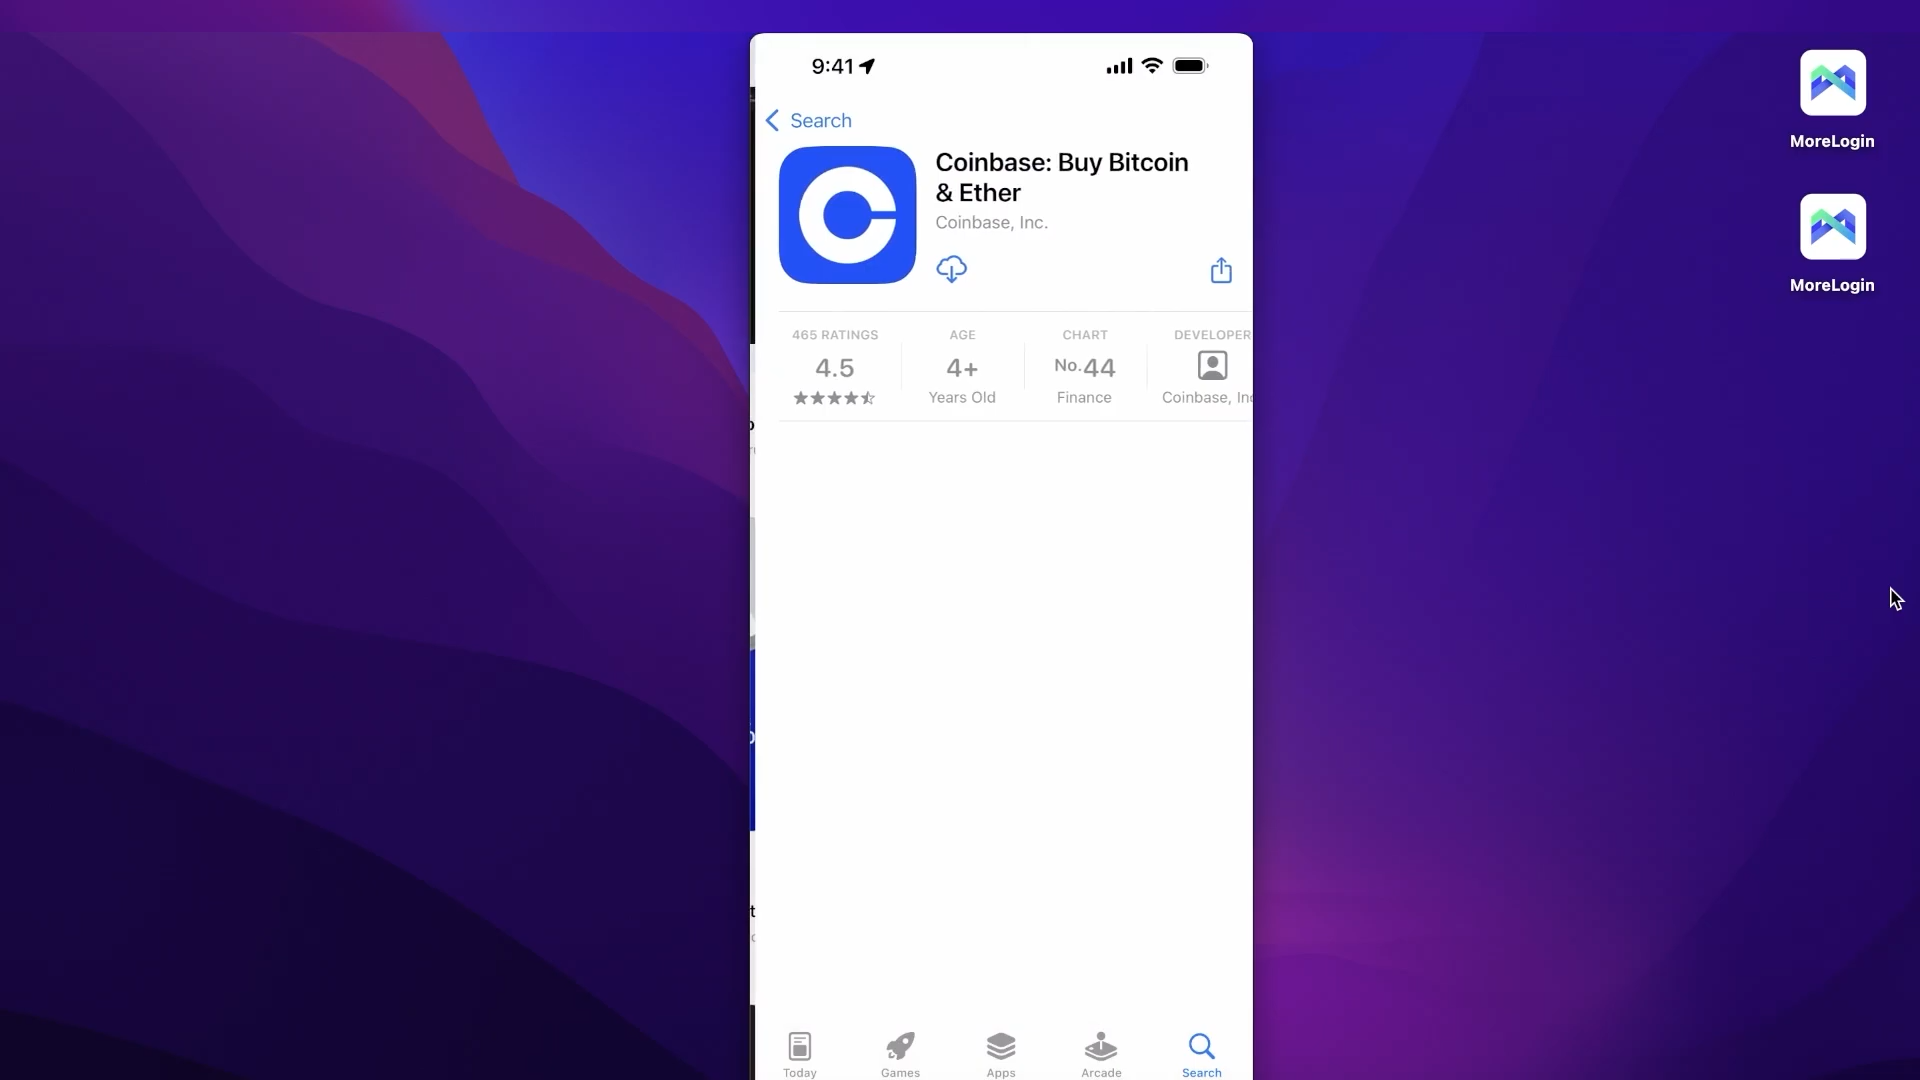 9:41
Search
Coinbase: Buy Bitcoin
& Ether
Coinbase, Inc.
465 RATINGS
4.5
AGE
4+
Years Old
CHART
No.44
Finance
DEVELOPER
Coinbase, Inc
Today
Games
Apps
Arcade
Search
MoreLogin
MoreLogin